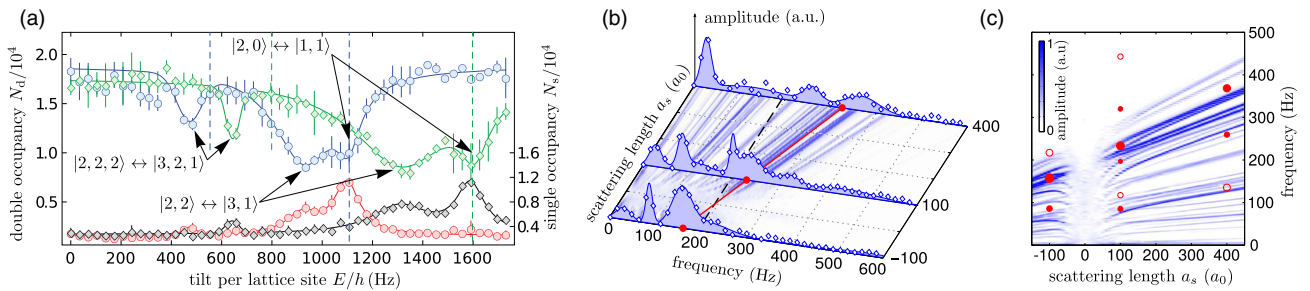 (a)
double occupancy N_d/10^4
2.0
1.5
1.0
0.5
|2,0⟩ ↔ |1,1⟩
|2,2,2⟩ ↔ |3,2,1⟩
|2,2⟩ ↔ |3,1⟩
1.6
1.2
0.8
0.4
single occupancy N_s/10^4
0 200 400 600 800 1000 1200 1400 1600
tilt per lattice site E/h (Hz)
(b)
amplitude (a.u.)
scattering length a_s (a_0)
400
100
−100
0 100 200 300 400 500 600
frequency (Hz)
(c)
amplitude (a.u)
1
0
500
400
300
200
100
0
frequency (Hz)
−100 0 100 200 300 400
scattering length a_s (a_0)